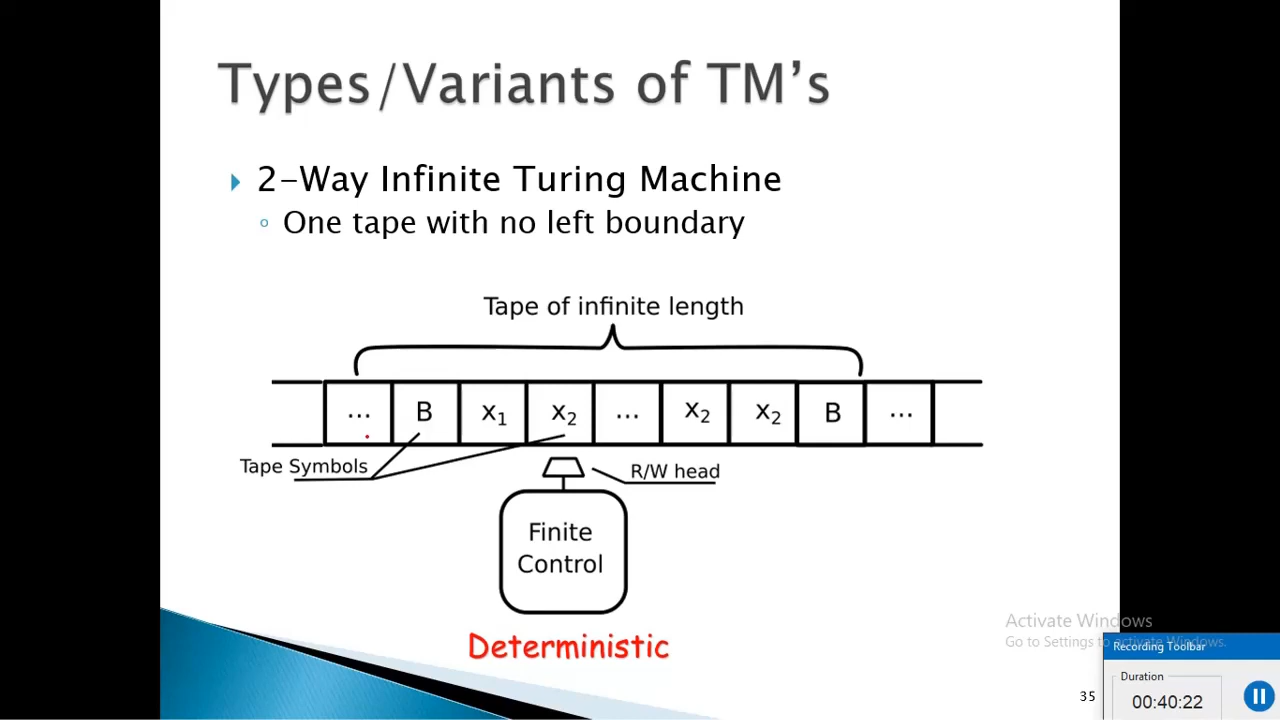 Types/Variants of TM's
2-Way Infinite Turing Machine
One tape with no left boundary
Tape of infinite length
... B x₁ x₂ ... x₂ x₂ B ...
Tape Symbols
R/W head
Finite
Control
Deterministic
Activate Windows
Go to Settings to activate Windows.
Recording Toolbar
Duration
35
00:40:22